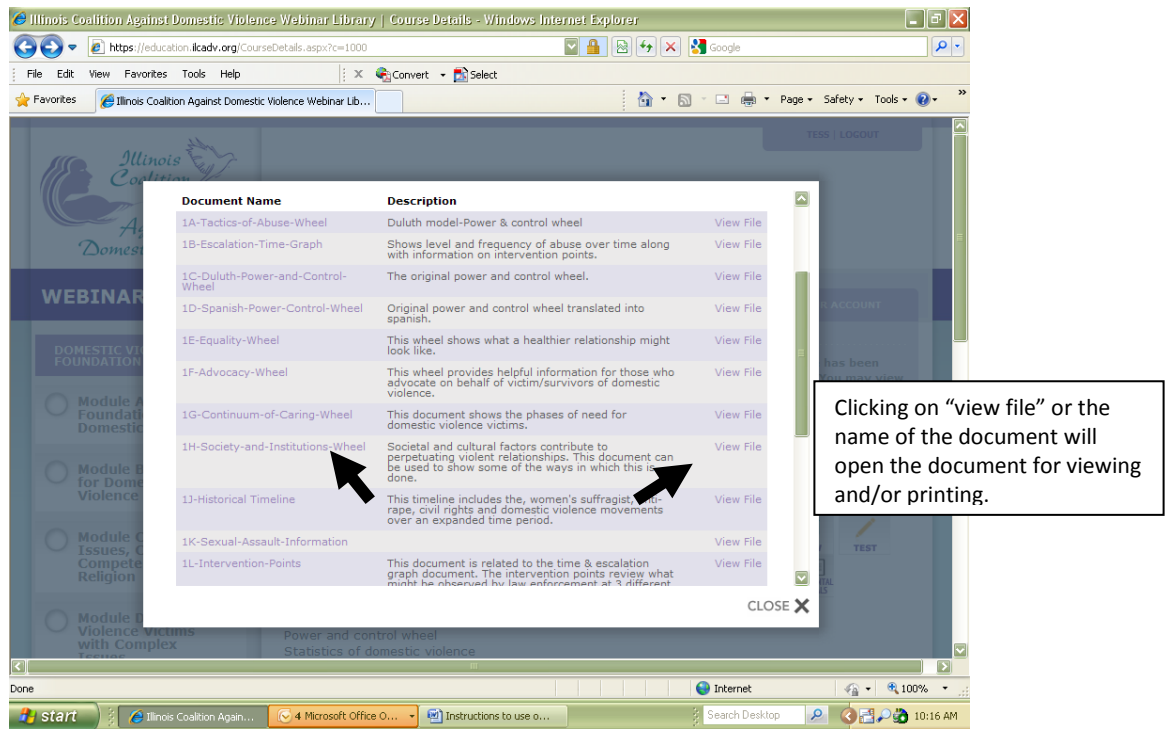 Illinois Coalition Against Domestic Violence Webinar Library | Course Details - Windows Internet Explorer
https://education.ilcadv.org/CourseDetails.aspx?c=1000
Google
File Edit View Favorites Tools Help
X Convert Select
Favorites
Illinois Coalition Against Domestic Violence Webinar Lib...
Page Safety Tools »
TESS | LOGOUT
Illinois
Coalition
Document Name Description
1A-Tactics-of-Abuse-Wheel Duluth model-Power & control wheel View File
1B-Escalation-Time-Graph Shows level and frequency of abuse over time along View File
with information on intervention points.
1C-Duluth-Power-and-Control- The original power and control wheel. View File
Wheel
1D-Spanish-Power-Control-Wheel Original power and control wheel translated into View File
spanish.
1E-Equality-Wheel This wheel shows what a healthier relationship might View File
look like.
1F-Advocacy-Wheel This wheel provides helpful information for those who View File
advocate on behalf of victim/survivors of domestic
violence.
1G-Continuum-of-Caring-Wheel This document shows the phases of need for View File
domestic violence victims.
1H-Society-and-Institutions-Wheel Societal and cultural factors contribute to View File
perpetuating violent relationships. This document can
be used to show some of the ways in which this is
done.
1J-Historical Timeline This timeline includes the, women's suffragist, View File
rape, civil rights and domestic violence movements
over an expanded time period.
1K-Sexual-Assault-Information View File
1L-Intervention-Points This document is related to the time & escalation View File
graph document. The intervention points review what
might be observed by law enforcement at 3 different
CLOSE X
WEBINAR
ACCOUNT
DOMESTIC
FOUNDATION
has been
You may view
Module
Foundati
Domestic
Module
for Dome
Violence
Module
Issues,
Compete
Religion
TEST
Module
Violence Victims
with Complex
Issues
Power and control wheel
Statistics of domestic violence
Clicking on “view file” or the
name of the document will
open the document for viewing
and/or printing.
Done Internet 100%
start Illinois Coalition Again... 4 Microsoft Office O... Instructions to use o... Search Desktop 10:16 AM